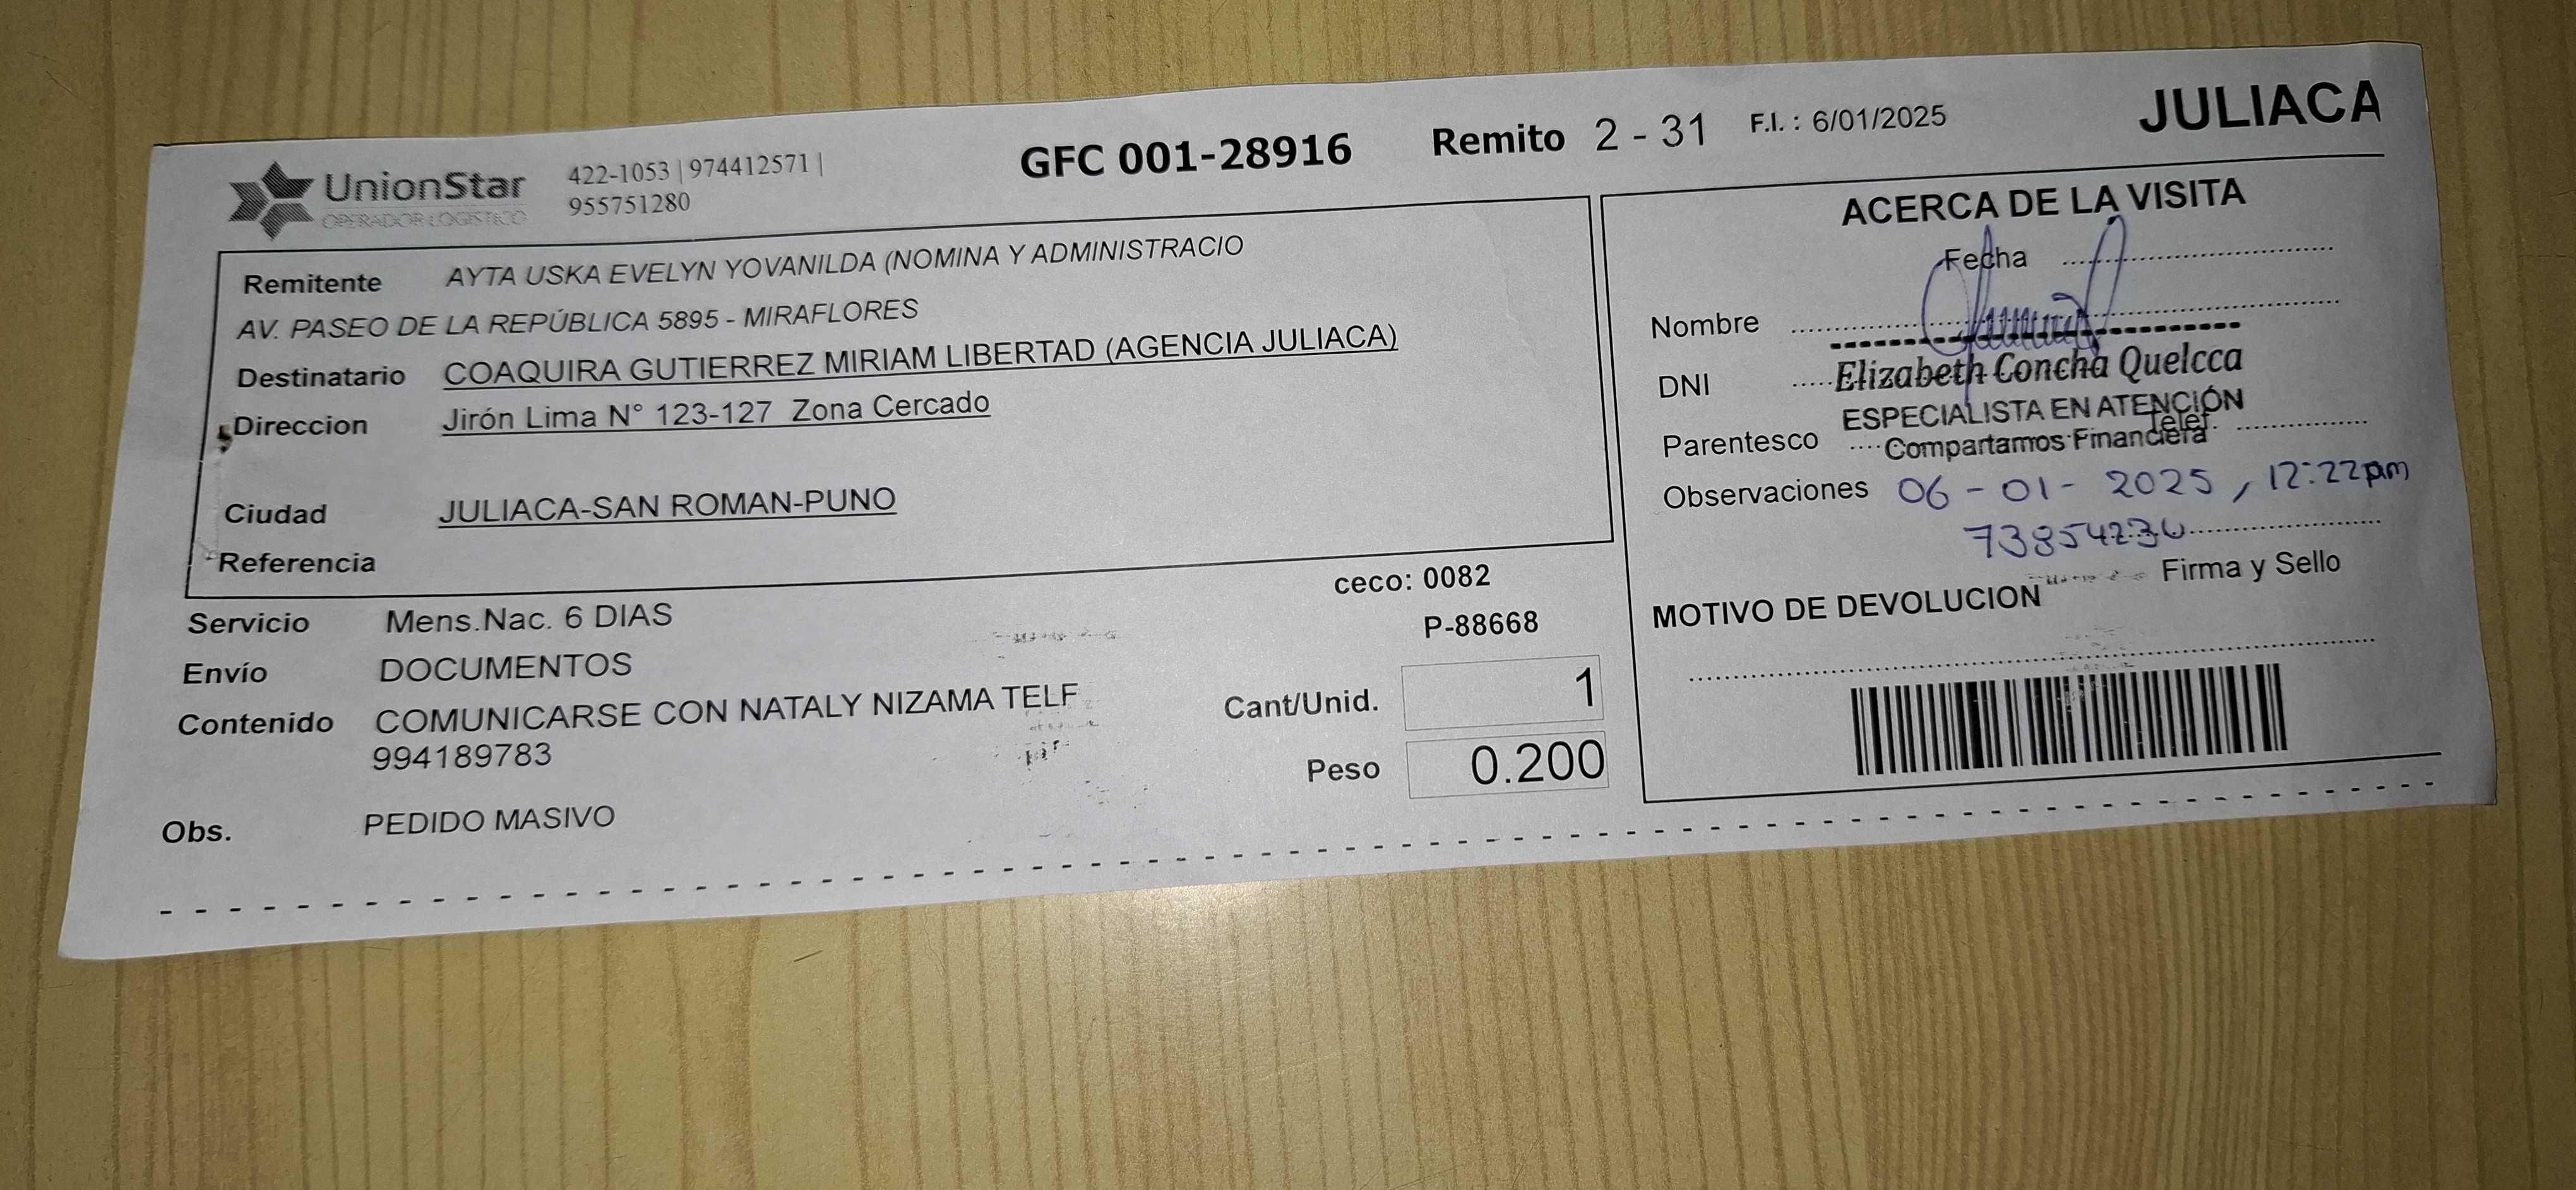 UnionStar
OPERADOR LOGISTICO
422-1053 | 974412571 |
955751280
GFC 001-28916
Remito 2 - 31
F.I. : 6/01/2025
JULIACA
Remitente AYTA USKA EVELYN YOVANILDA (NOMINA Y ADMINISTRACIO
AV. PASEO DE LA REPÚBLICA 5895 - MIRAFLORES
Destinatario COAQUIRA GUTIERREZ MIRIAM LIBERTAD (AGENCIA JULIACA)
Direccion Jirón Lima N° 123-127 Zona Cercado
Ciudad JULIACA-SAN ROMAN-PUNO
Referencia
Servicio Mens.Nac. 6 DIAS
Envío DOCUMENTOS
Contenido COMUNICARSE CON NATALY NIZAMA TELF
994189783
Obs. PEDIDO MASIVO
ceco: 0082
P-88668
Cant/Unid. 1
Peso 0.200
ACERCA DE LA VISITA
Fecha
Nombre
DNI Elizabeth Concha Quelcca
ESPECIALISTA EN ATENCIÓN
Telef.
Parentesco Compartamos Financiera
Observaciones 06-01-2025, 12:22pm
Firma y Sello
MOTIVO DE DEVOLUCION